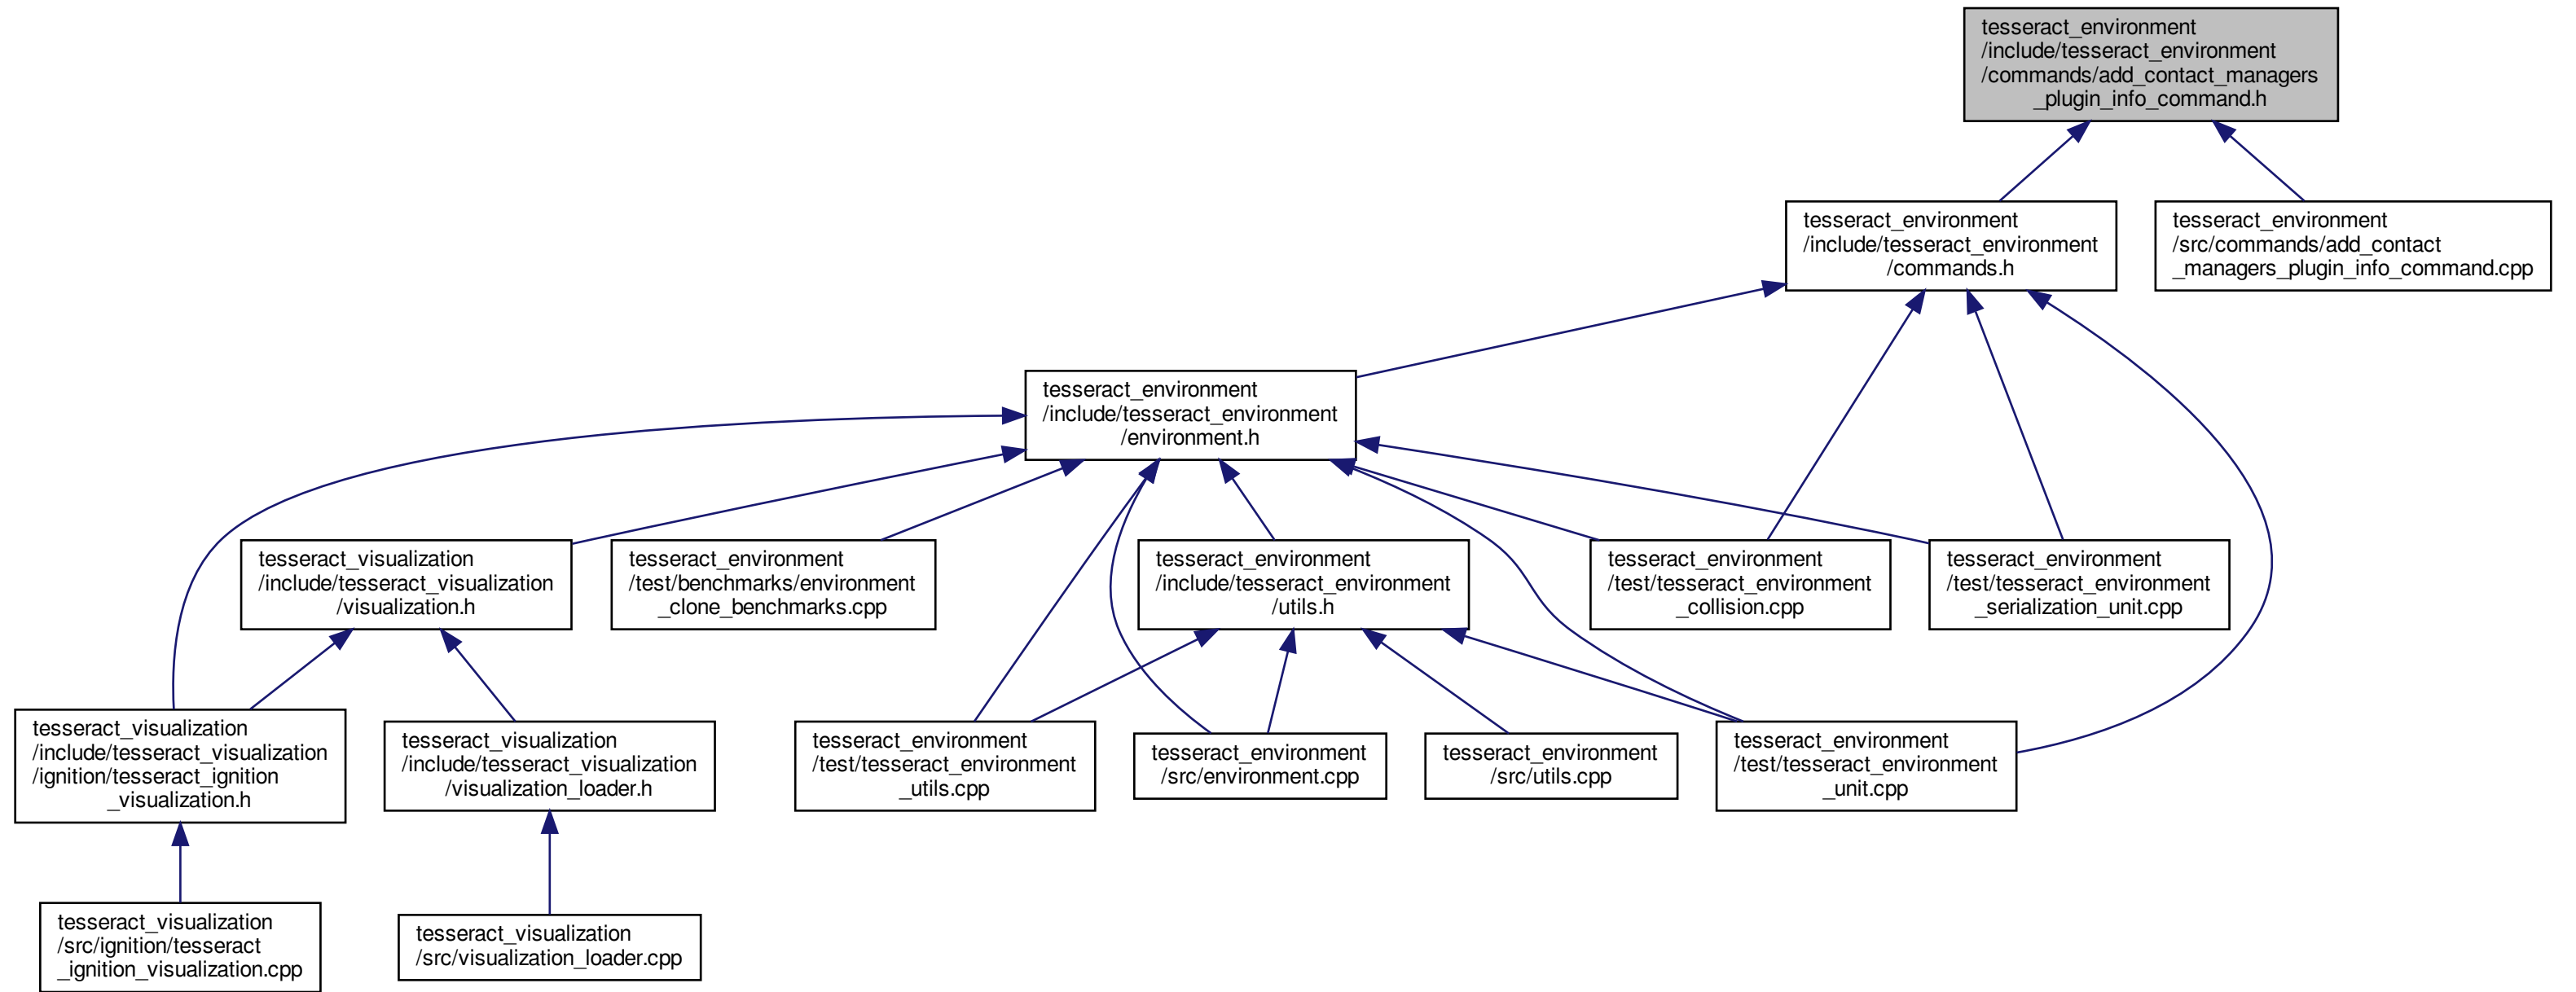 tesseract_environment
/include/tesseract_environment
/commands/add_contact_managers
_plugin_info_command.h
tesseract_environment
/include/tesseract_environment
/commands.h
tesseract_environment
/src/commands/add_contact
_managers_plugin_info_command.cpp
tesseract_environment
/include/tesseract_environment
/environment.h
tesseract_visualization
/include/tesseract_visualization
/visualization.h
tesseract_environment
/test/benchmarks/environment
_clone_benchmarks.cpp
tesseract_environment
/include/tesseract_environment
/utils.h
tesseract_environment
/test/tesseract_environment
_collision.cpp
tesseract_environment
/test/tesseract_environment
_serialization_unit.cpp
tesseract_visualization
/include/tesseract_visualization
/ignition/tesseract_ignition
_visualization.h
tesseract_visualization
/include/tesseract_visualization
/visualization_loader.h
tesseract_environment
/test/tesseract_environment
_utils.cpp
tesseract_environment
/src/environment.cpp
tesseract_environment
/src/utils.cpp
tesseract_environment
/test/tesseract_environment
_unit.cpp
tesseract_visualization
/src/ignition/tesseract
_ignition_visualization.cpp
tesseract_visualization
/src/visualization_loader.cpp